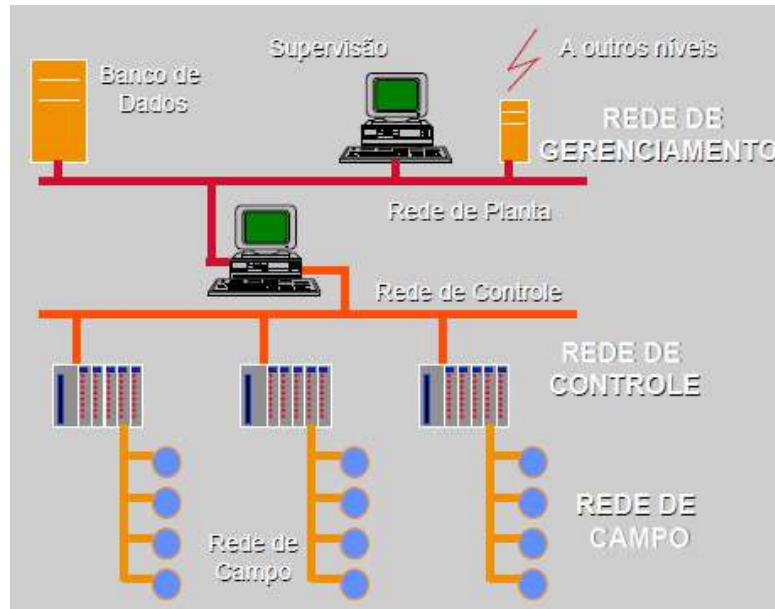 Supervisão
A outros níveis
Banco de
Dados
REDE DE
GERENCIAMENTO
Rede de Planta
Rede de Controle
REDE DE
CONTROLE
REDE DE
CAMPO
Rede de
Campo